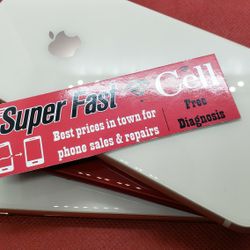 Super Fast
Cell
Best prices in town for
phone sales & repairs
Free
Diagnosis